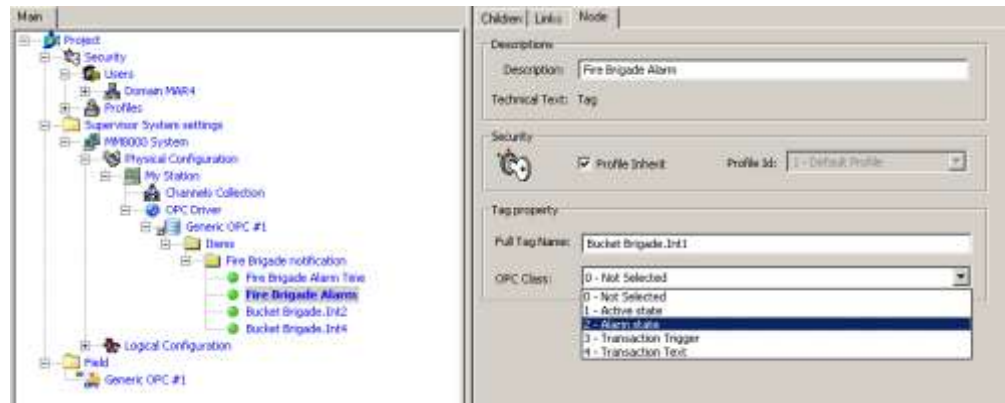 Main
Project
Security
Users
Domain MAR4
Profiles
Supervisor System settings
MM8000 System
Physical Configuration
My Station
Channels Collection
OPC Driver
Generic OPC #1
Items
Fire Brigade notification
Fire Brigade Alarm Time
Fire Brigade Alarm
Bucket Brigade.Int2
Bucket Brigade.Int4
Logical Configuration
Field
Generic OPC #1
Children Links Node
Descriptions
Description: Fire Brigade Alarm
Technical Text: Tag
Security
Profile Inherit Profile Id: 1 - Default Profile
Tag property
Full Tag Name: Bucket Brigade.Int1
OPC Class: 0 - Not Selected
0 - Not Selected
1 - Active state
2 - Alarm state
3 - Transaction Trigger
4 - Transaction Text